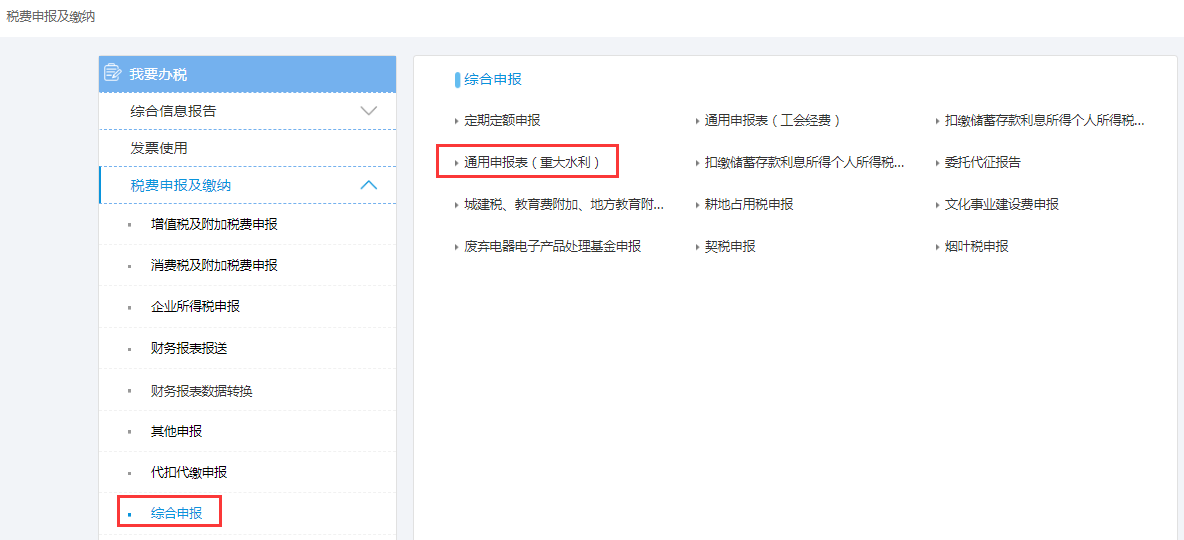 税费申报及缴纳
我要办税
综合信息报告
发票使用
税费申报及缴纳
增值税及附加税费申报
消费税及附加税费申报
企业所得税申报
财务报表报送
财务报表数据转换
其他申报
代扣代缴申报
综合申报
综合申报
定期定额申报
通用申报表（工会经费）
扣缴储蓄存款利息所得个人所得税...
通用申报表（重大水利）
扣缴储蓄存款利息所得个人所得税...
委托代征报告
城建税、教育费附加、地方教育附...
耕地占用税申报
文化事业建设费申报
废弃电器电子产品处理基金申报
契税申报
烟叶税申报